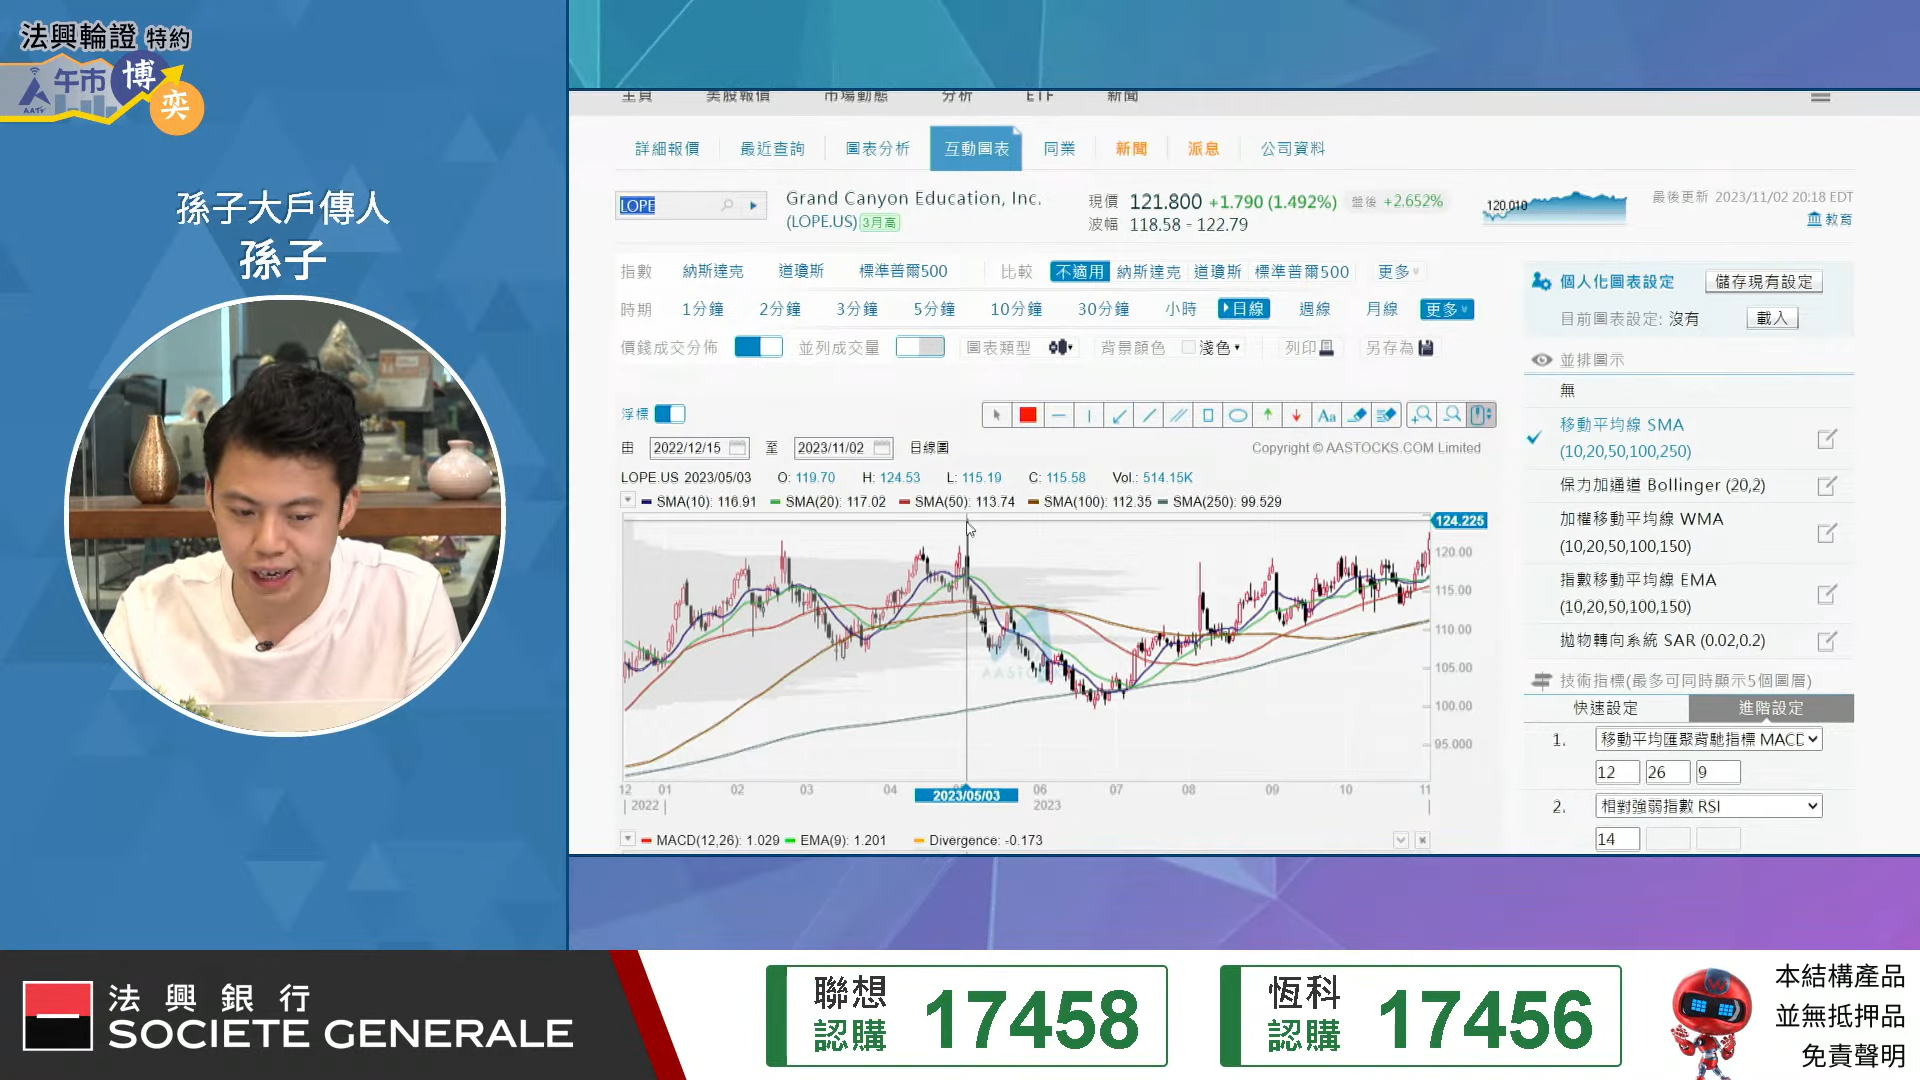 法興輪證 特約
午市 博
奕
AATV
孫子大戶傳人
孫子
主頁 美股報價 市場動態 分析 ETF 新聞
詳細報價 最近查詢 圖表分析 互動圖表 同業 新聞 派息 公司資料
LOPE
Grand Canyon Education, Inc.
(LOPE.US) 3月高
現價 121.800 +1.790 (1.492%) 盤後 +2.652%
波幅 118.58 - 122.79
120.010
最後更新 2023/11/02 20:18 EDT
教育
指數 納斯達克 道瓊斯 標準普爾500 比較 不適用 納斯達克 道瓊斯 標準普爾500 更多
時期 1分鐘 2分鐘 3分鐘 5分鐘 10分鐘 30分鐘 小時 日線 週線 月線 更多
價錢成交分佈 並列成交量 圖表類型 背景顏色 淺色 列印 另存為
浮標
Aa
由 2022/12/15 至 2023/11/02 日線圖
Copyright © AASTOCKS.COM Limited
LOPE.US 2023/05/03 O: 119.70 H: 124.53 L: 115.19 C: 115.58 Vol.: 514.15K
SMA(10): 116.91 SMA(20): 117.02 SMA(50): 113.74 SMA(100): 112.35 SMA(250): 99.529
124.225
120.00
115.00
110.00
105.00
100.00
95.000
12 01 02 03 04 2023/05/03 06 07 08 09 10 11
2022 2023
MACD(12,26): 1.029 EMA(9): 1.201 Divergence: -0.173
個人化圖表設定 儲存現有設定
目前圖表設定: 沒有 載入
並排圖示
無
移動平均線 SMA
(10,20,50,100,250)
保力加通道 Bollinger (20,2)
加權移動平均線 WMA
(10,20,50,100,150)
指數移動平均線 EMA
(10,20,50,100,150)
拋物轉向系統 SAR (0.02,0.2)
技術指標(最多可同時顯示5個圖層)
快速設定 進階設定
1. 移動平均匯聚背馳指標 MACD
12 26 9
2. 相對強弱指數 RSI
14
法興銀行
SOCIETE GENERALE
聯想
認購
17458
恆科
認購
17456
本結構產品
並無抵押品
免責聲明